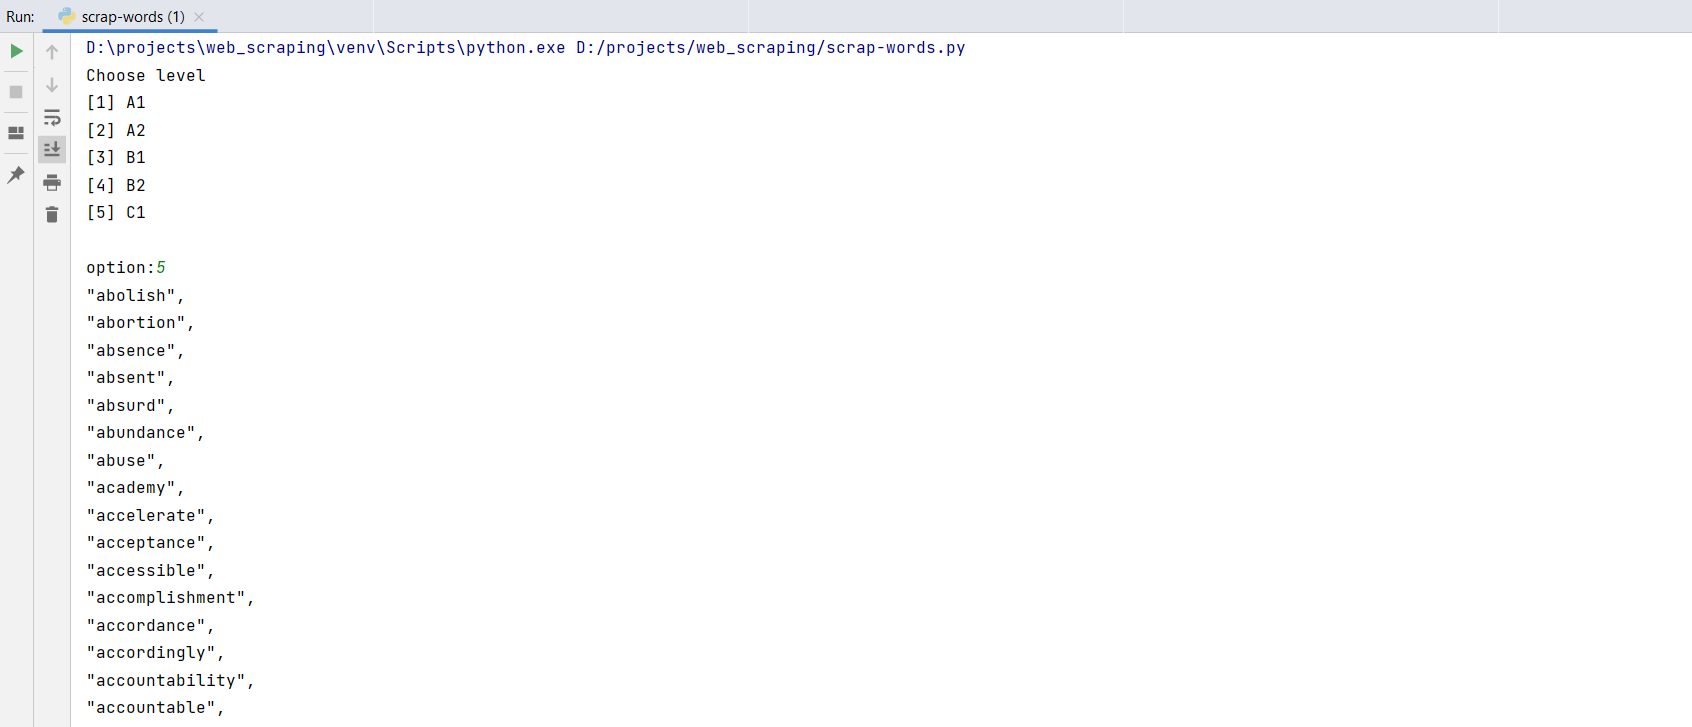 Run: scrap-words (1)
D:\projects\web_scraping\venv\Scripts\python.exe D:/projects/web_scraping/scrap-words.py
Choose level
[1] A1
[2] A2
[3] B1
[4] B2
[5] C1
option:5
"abolish",
"abortion",
"absence",
"absent",
"absurd",
"abundance",
"abuse",
"academy",
"accelerate",
"acceptance",
"accessible",
"accomplishment",
"accordance",
"accordingly",
"accountability",
"accountable",